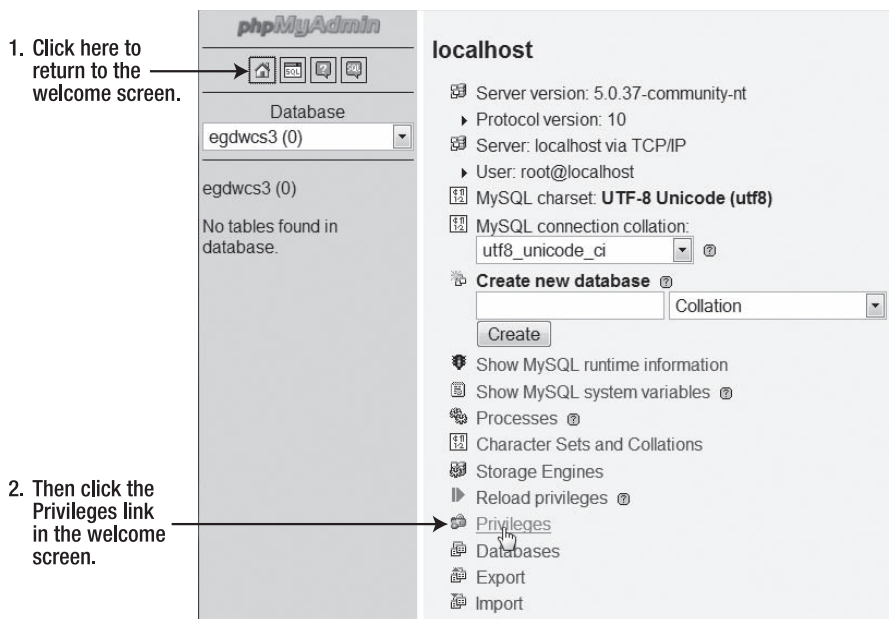 1. Click here to
return to the
welcome screen.
2. Then click the
Privileges link
in the welcome
screen.
phpMyAdmin
SQL
Database
egdwcs3 (0)
egdwcs3 (0)
No tables found in
database.
localhost
Server version: 5.0.37-community-nt
Protocol version: 10
Server: localhost via TCP/IP
User: root@localhost
MySQL charset: UTF-8 Unicode (utf8)
MySQL connection collation:
utf8_unicode_ci
Create new database
Collation
Create
Show MySQL runtime information
Show MySQL system variables
Processes
Character Sets and Collations
Storage Engines
Reload privileges
Privileges
Databases
Export
Import